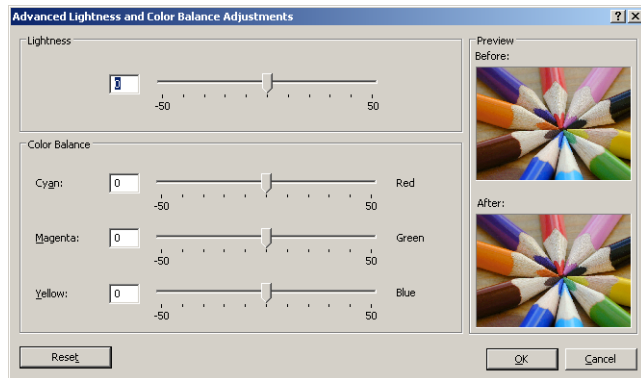 Advanced Lightness and Color Balance Adjustments
Lightness
0
-50 50
Color Balance
Cyan: 0 Red
-50 50
Magenta: 0 Green
-50 50
Yellow: 0 Blue
-50 50
Reset
Preview
Before:
After:
OK Cancel